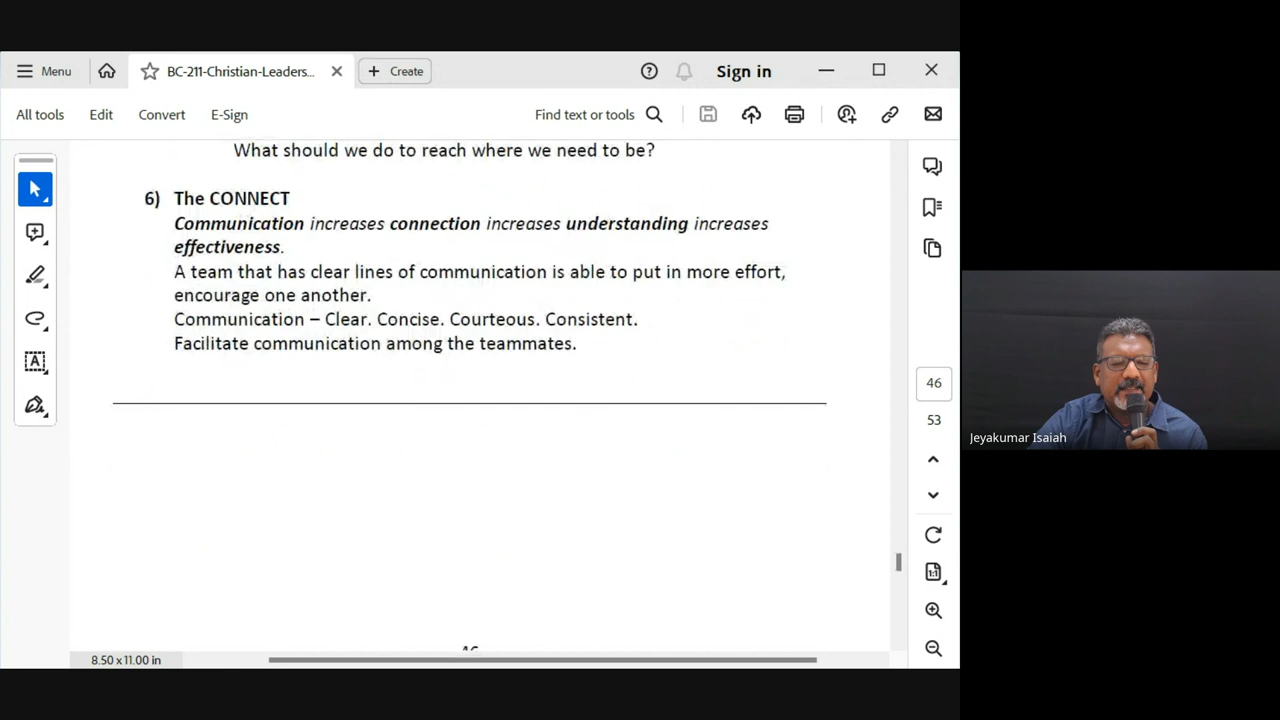 Menu
BC-211-Christian-Leaders...
Create
Sign in
All tools
Edit
Convert
E-Sign
Find text or tools
What should we do to reach where we need to be?
6) The CONNECT
Communication increases connection increases understanding increases
effectiveness.
A team that has clear lines of communication is able to put in more effort,
encourage one another.
Communication – Clear. Concise. Courteous. Consistent.
Facilitate communication among the teammates.
46
53
8.50 x 11.00 in
Jeyakumar Isaiah